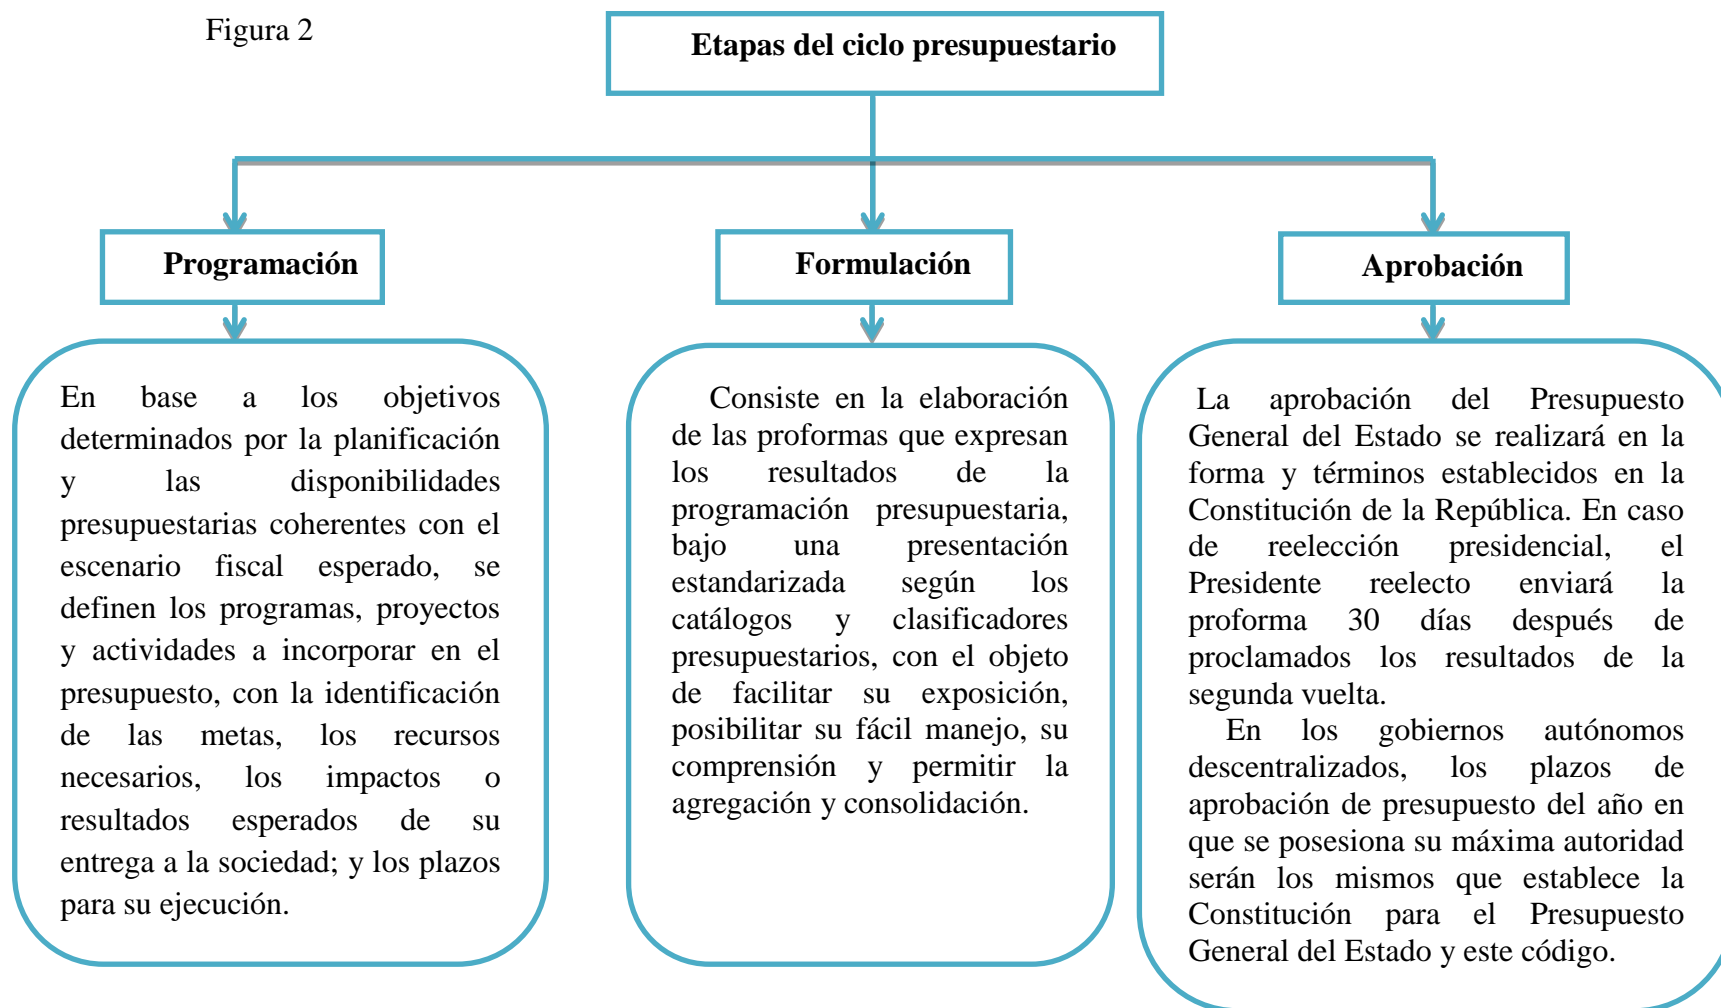 Figura 2
Etapas del ciclo presupuestario
Programación
En base a los objetivos
determinados por la planificación
y las disponibilidades
presupuestarias coherentes con el
escenario fiscal esperado, se
definen los programas, proyectos
y actividades a incorporar en el
presupuesto, con la identificación
de las metas, los recursos
necesarios, los impactos o
resultados esperados de su
entrega a la sociedad; y los plazos
para su ejecución.
Formulación
Consiste en la elaboración
de las proformas que expresan
los resultados de la
programación presupuestaria,
bajo una presentación
estandarizada según los
catálogos y clasificadores
presupuestarios, con el objeto
de facilitar su exposición,
posibilitar su fácil manejo, su
comprensión y permitir la
agregación y consolidación.
Aprobación
La aprobación del Presupuesto
General del Estado se realizará en la
forma y términos establecidos en la
Constitución de la República. En caso
de reelección presidencial, el
Presidente reelecto enviará la
proforma 30 días después de
proclamados los resultados de la
segunda vuelta.
En los gobiernos autónomos
descentralizados, los plazos de
aprobación de presupuesto del año en
que se posesiona su máxima autoridad
serán los mismos que establece la
Constitución para el Presupuesto
General del Estado y este código.